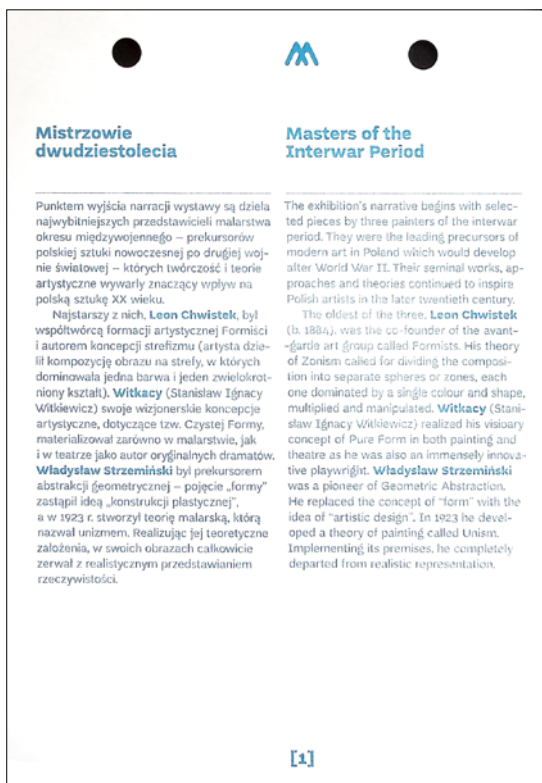 Mistrzowie
dwudziestolecia
Punktem wyjścia narracji wystawy są dzieła
najwybitniejszych przedstawicieli malarstwa
okresu międzywojennego – prekursorów
polskiej sztuki nowoczesnej po drugiej woj-
nie światowej – których twórczość i teorie
artystyczne wywarły znaczący wpływ na
polską sztukę XX wieku.
Najstarszy z nich, Leon Chwistek, był
współtwórcą formacji artystycznej Formiści
i autorem koncepcji strefizmu (artysta dzie-
lił kompozycję obrazu na strefy, w których
dominowała jedna barwa i jeden zwielokrot-
niony kształt). Witkacy (Stanisław Ignacy
Witkiewicz) swoje wizjonerskie koncepcje
artystyczne, dotyczące tzw. Czystej Formy,
materializował zarówno w malarstwie, jak
i w teatrze jako autor oryginalnych dramatów.
Władysław Strzemiński był prekursorem
abstrakcji geometrycznej – pojęcie „formy”
zastąpił ideą „konstrukcji plastycznej”,
a w 1923 r. stworzył teorię malarską, którą
nazwał unizmem. Realizując jej teoretyczne
założenia, w swoich obrazach całkowicie
zerwał z realistycznym przedstawianiem
rzeczywistości.
Masters of the
Interwar Period
The exhibition's narrative begins with selec-
ted pieces by three painters of the interwar
period. They were the leading precursors of
modern art in Poland which would develop
after World War II. Their seminal works, ap-
proaches and theories continued to inspire
Polish artists in the later twentieth century.
The oldest of the three, Leon Chwistek
(b. 1884), was the co-founder of the avant-
-garde art group called Formists. His theory
of Zonism called for dividing the composi-
tion into separate spheres or zones, each
one dominated by a single colour and shape,
multiplied and manipulated. Witkacy (Stani-
sław Ignacy Witkiewicz) realized his visioary
concept of Pure Form in both painting and
theatre as he was also an immensely innova-
tive playwright. Władysław Strzemiński
was a pioneer of Geometric Abstraction.
He replaced the concept of "form" with the
idea of "artistic design". In 1923 he devel-
oped a theory of painting called Unism.
Implementing its premises, he completely
departed from realistic representation.
[1]